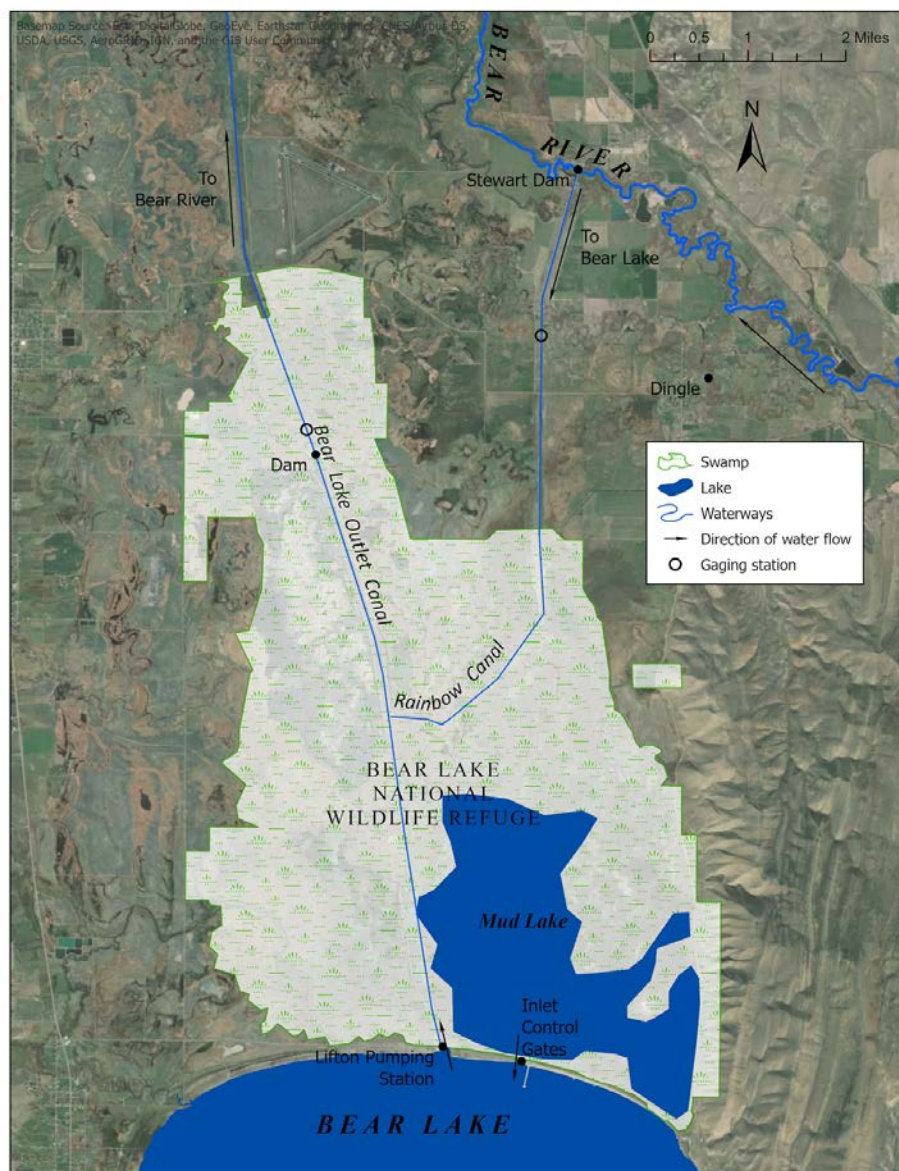 Basemap Source: Esri, DigitalGlobe, GeoEye, Earthstar Geographics, CNES/Airbus DS,
USDA, USGS, AeroGRID, IGN, and the GIS User Community
BEAR
RIVER
0 0.5 1 2 Miles
N
To
Bear River
Stewart Dam
To
Bear Lake
Dingle
Dam
Bear Lake Outlet Canal
Swamp
Lake
Waterways
Direction of water flow
Gaging station
Rainbow Canal
BEAR LAKE
NATIONAL
WILDLIFE REFUGE
Mud Lake
Inlet
Control
Gates
Lifton Pumping
Station
BEAR LAKE